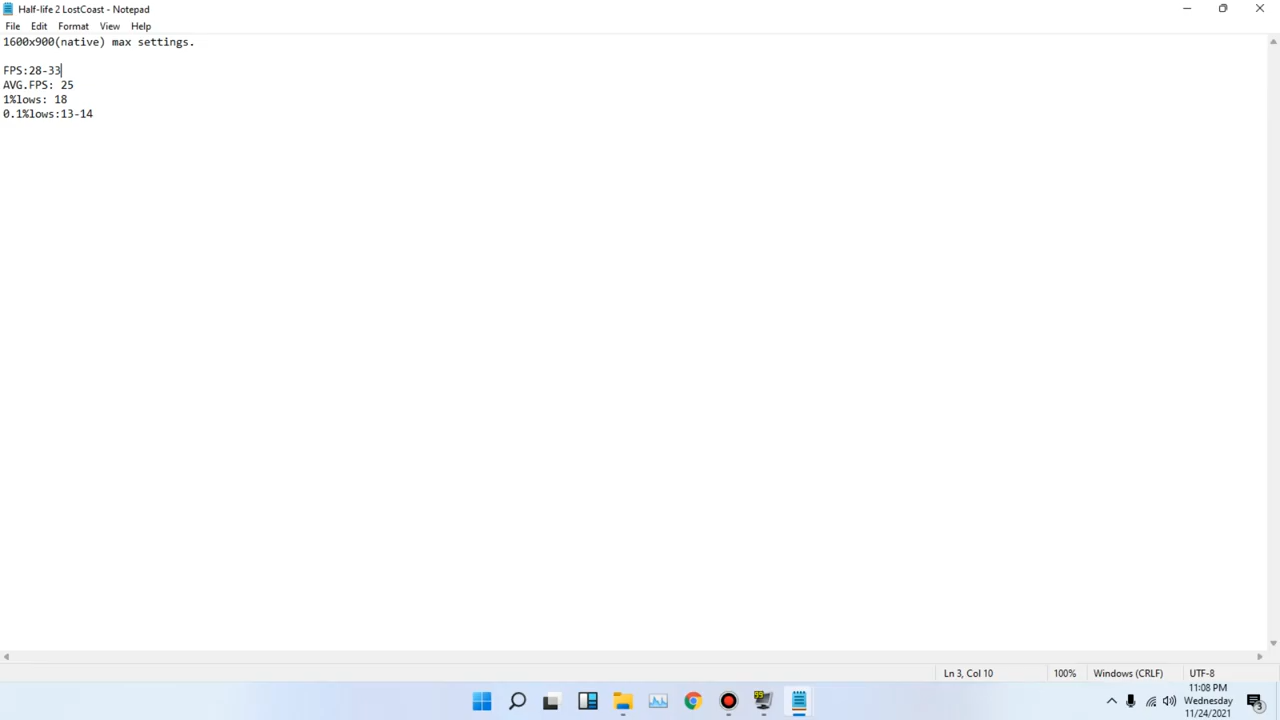 Half-life 2 LostCoast - Notepad
File Edit Format View Help
1600x900(native) max settings.
FPS:28-33
AVG.FPS: 25
1%lows: 18
0.1%lows:13-14
Ln 3, Col 10 100% Windows (CRLF) UTF-8
99
11:08 PM
Wednesday
11/24/2021
3